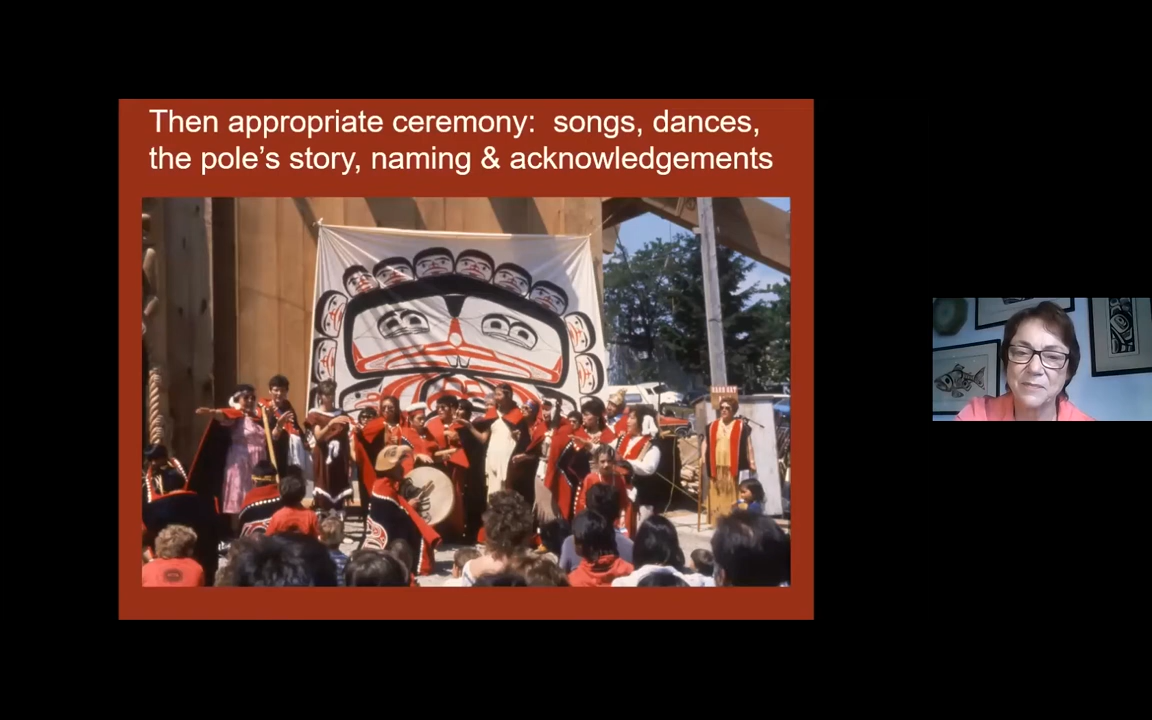 Then appropriate ceremony:  songs, dances,
the pole’s story, naming & acknowledgements